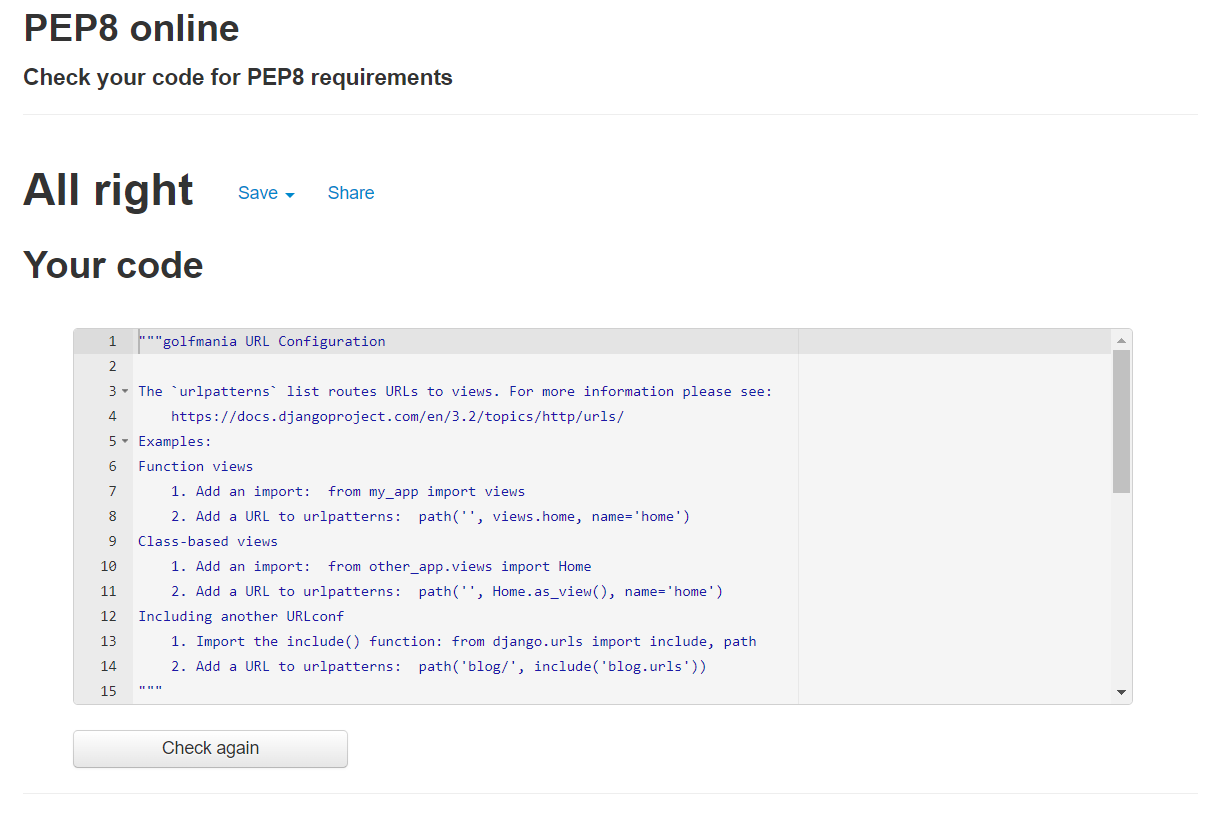 PEP8 online
Check your code for PEP8 requirements
All right Save Share
Your code
1 """golfmania URL Configuration
2
3 The `urlpatterns` list routes URLs to views. For more information please see:
4     https://docs.djangoproject.com/en/3.2/topics/http/urls/
5 Examples:
6 Function views
7     1. Add an import:  from my_app import views
8     2. Add a URL to urlpatterns:  path('', views.home, name='home')
9 Class-based views
10     1. Add an import:  from other_app.views import Home
11     2. Add a URL to urlpatterns:  path('', Home.as_view(), name='home')
12 Including another URLconf
13     1. Import the include() function: from django.urls import include, path
14     2. Add a URL to urlpatterns:  path('blog/', include('blog.urls'))
15 """
Check again